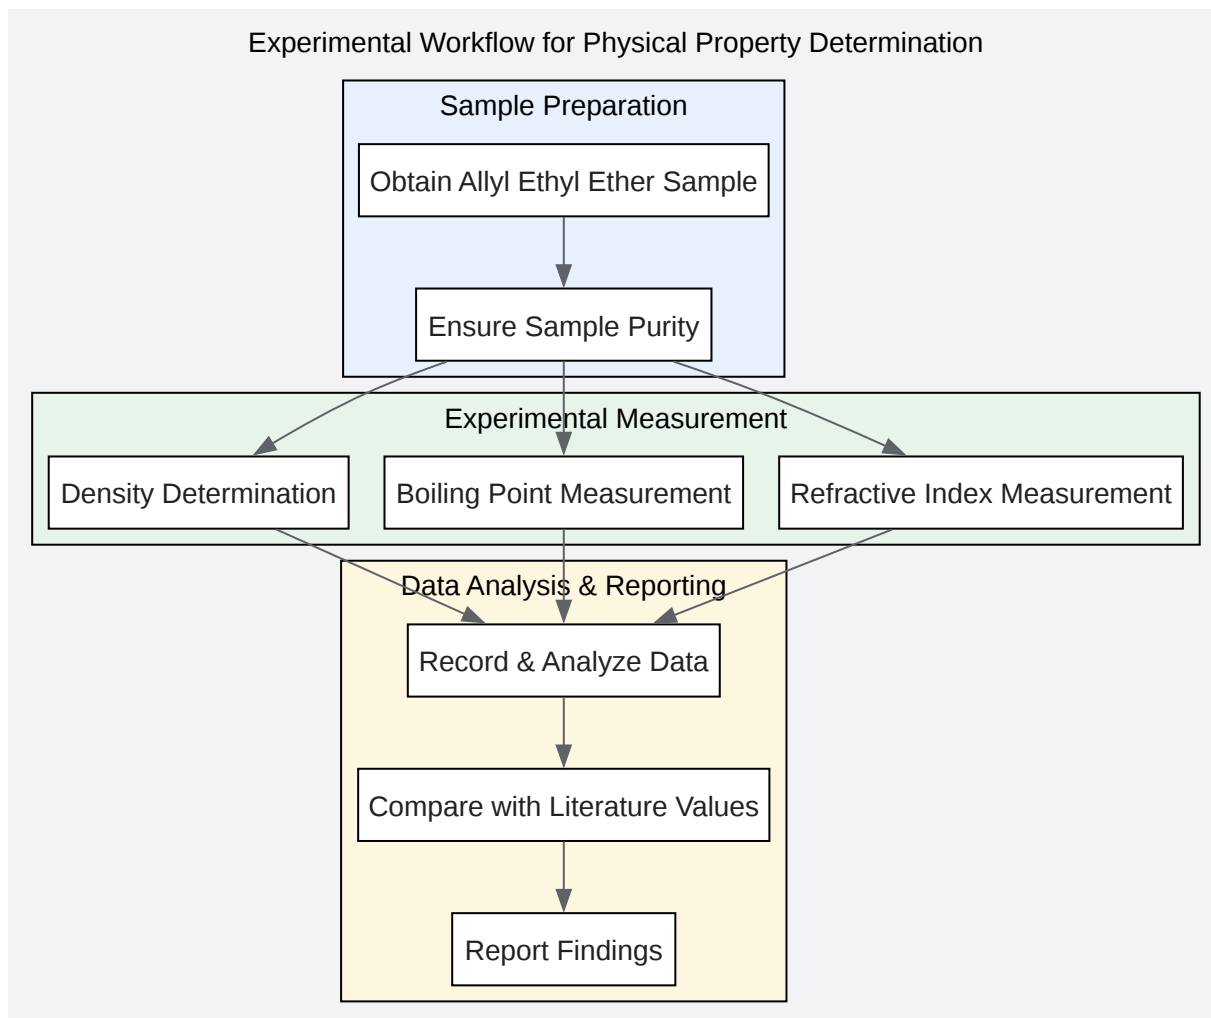 Experimental Workflow for Physical Property Determination
Sample Preparation
Obtain Allyl Ethyl Ether Sample
Ensure Sample Purity
Experimental Measurement
Density Determination
Boiling Point Measurement
Refractive Index Measurement
Data Analysis & Reporting
Record & Analyze Data
Compare with Literature Values
Report Findings